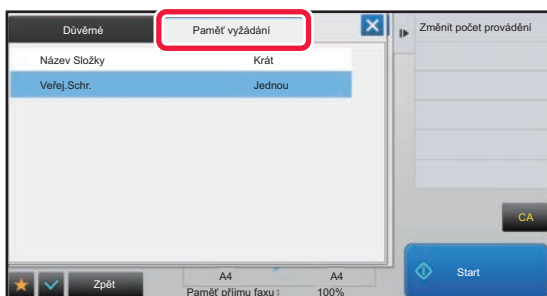 Důvěrné
Paměť vyžádání
Změnit počet provádění
Název Složky Krát
Veřej.Schr. Jednou
CA
Zpět
A4 A4
Paměť příjmu faxu: 100%
Start